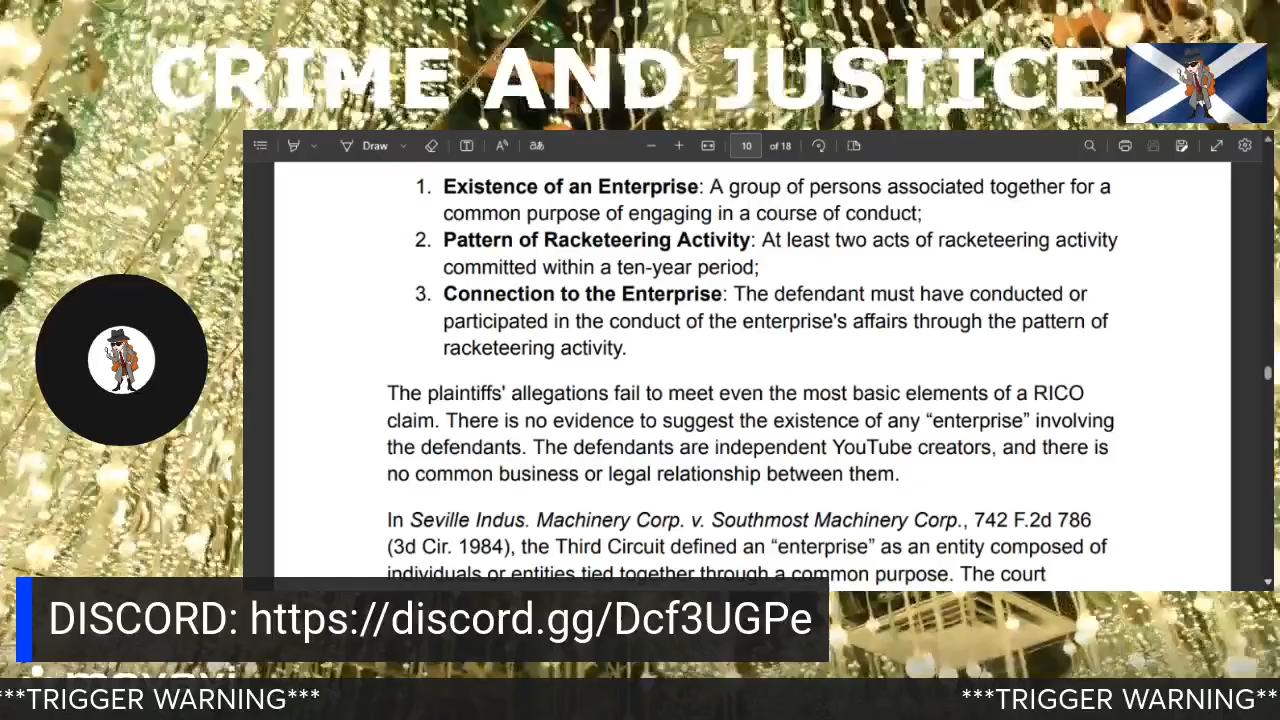 CRIME AND JUSTICE
Draw
10 of 18
1. Existence of an Enterprise: A group of persons associated together for a
common purpose of engaging in a course of conduct;
2. Pattern of Racketeering Activity: At least two acts of racketeering activity
committed within a ten-year period;
3. Connection to the Enterprise: The defendant must have conducted or
participated in the conduct of the enterprise's affairs through the pattern of
racketeering activity.
The plaintiffs' allegations fail to meet even the most basic elements of a RICO
claim. There is no evidence to suggest the existence of any “enterprise” involving
the defendants. The defendants are independent YouTube creators, and there is
no common business or legal relationship between them.
In Seville Indus. Machinery Corp. v. Southmost Machinery Corp., 742 F.2d 786
(3d Cir. 1984), the Third Circuit defined an “enterprise” as an entity composed of
individuals or entities tied together through a common purpose. The court
DISCORD: https://discord.gg/Dcf3UGPe
***TRIGGER WARNING***
***TRIGGER WARNING**